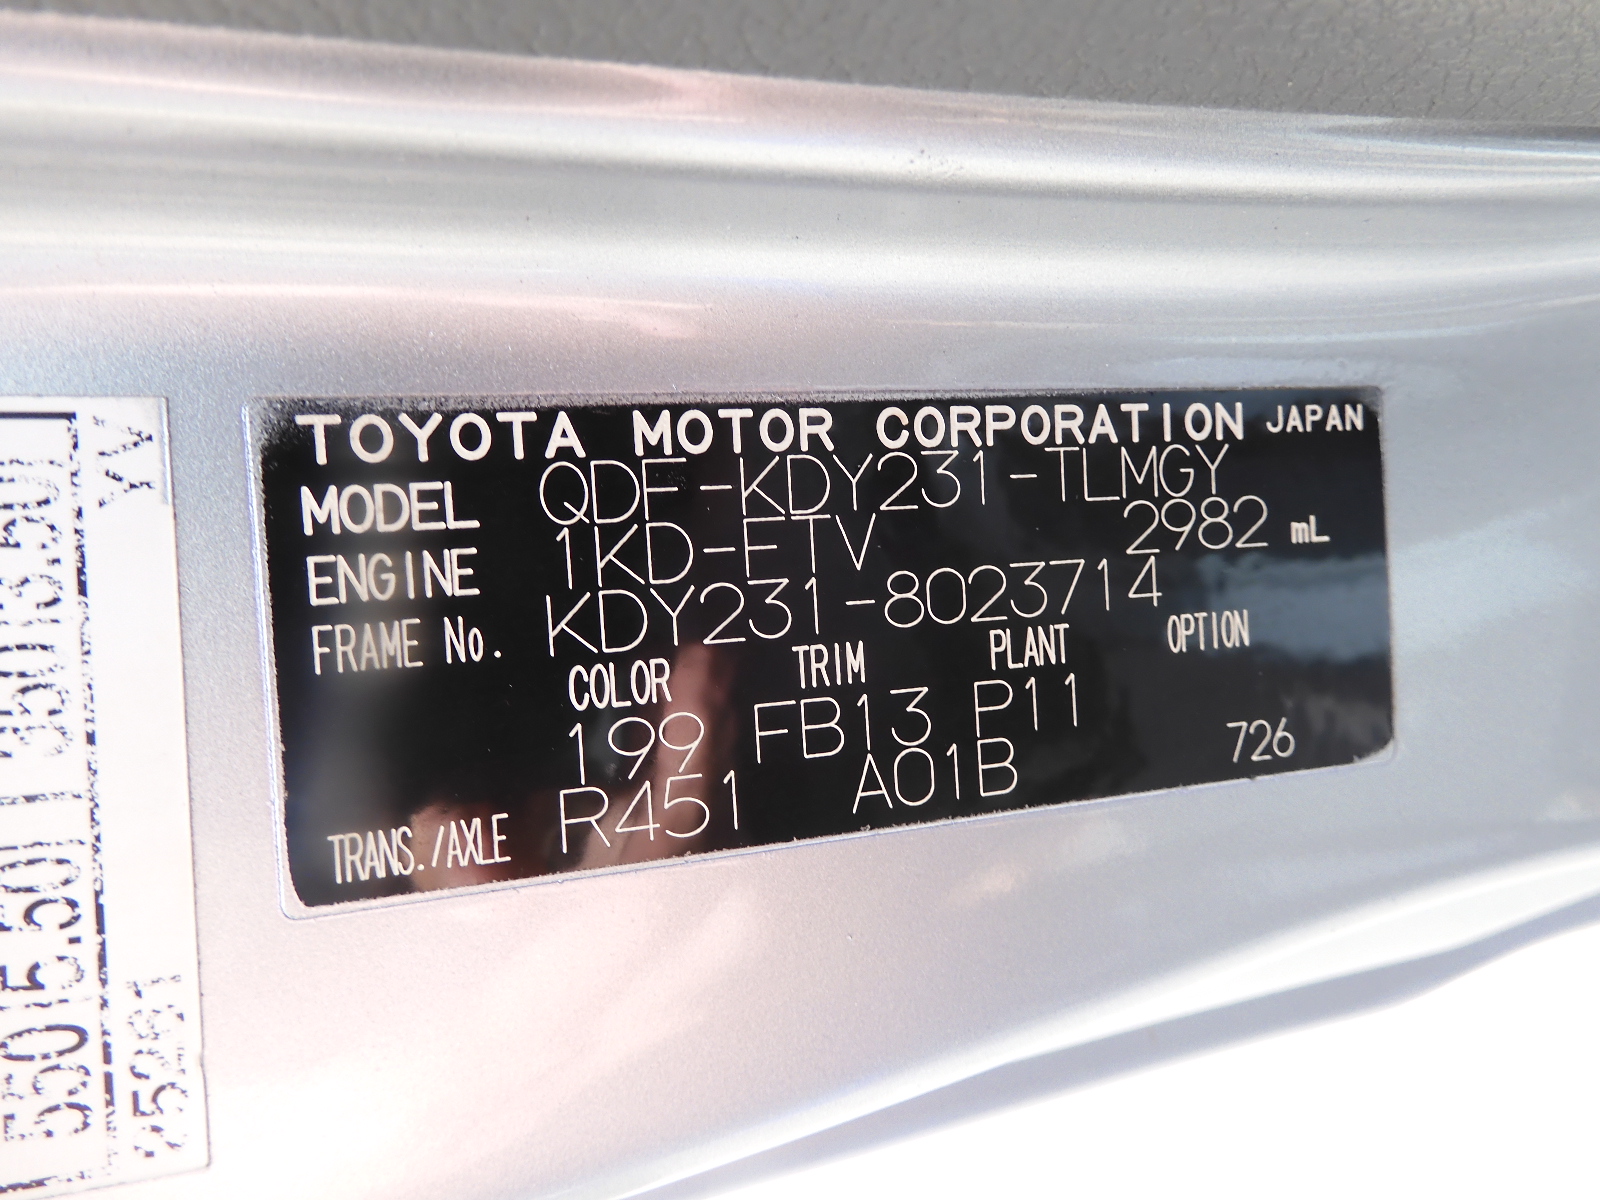 TOYOTA MOTOR CORPORATION JAPAN
MODEL QDF-KDY231-TLMGY
ENGINE 1KD-FTV 2982 mL
FRAME No. KDY231-8023714
COLOR TRIM PLANT OPTION
199 FB13 P11
TRANS./AXLE R451 A01B 726